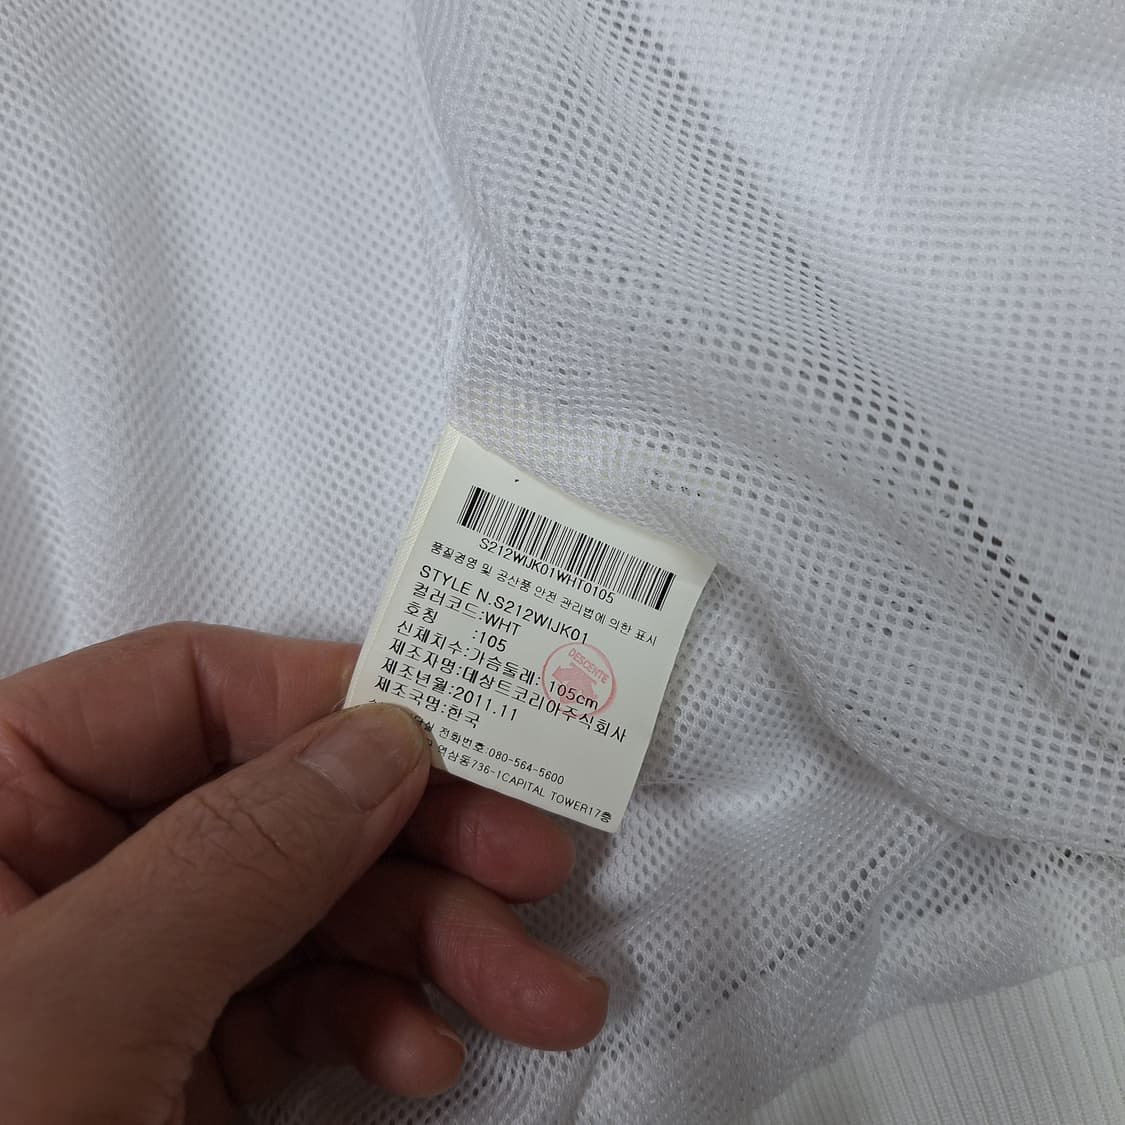 S212WIJK01WHT0105
품질경영 및 공산품 안전 관리법에 의한 표시
STYLE N.S212WIJK01
컬러코드:WHT
호칭 :105
신체치수:가슴둘레: 105cm
제조자명:데상트코리아주식회사
제조년월:2011.11
제조국명:한국
전화번호:080-564-5600
역삼동736-1CAPITAL TOWER17층
DESCENTE